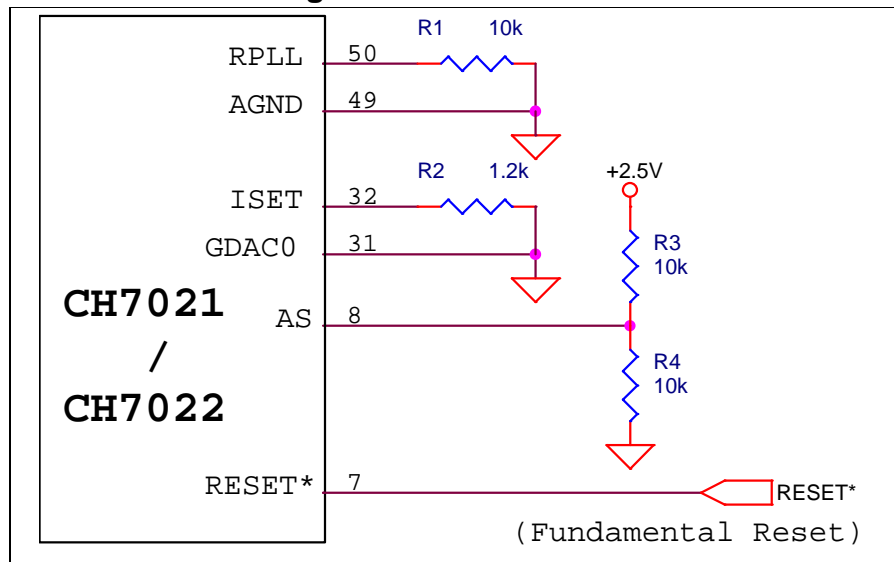 R1 10k
RPLL 50
AGND 49
R2 1.2k
+2.5V
ISET 32
GDAC0 31
R3
10k
CH7021
/
CH7022
AS 8
R4
10k
RESET* 7
RESET*
(Fundamental Reset)